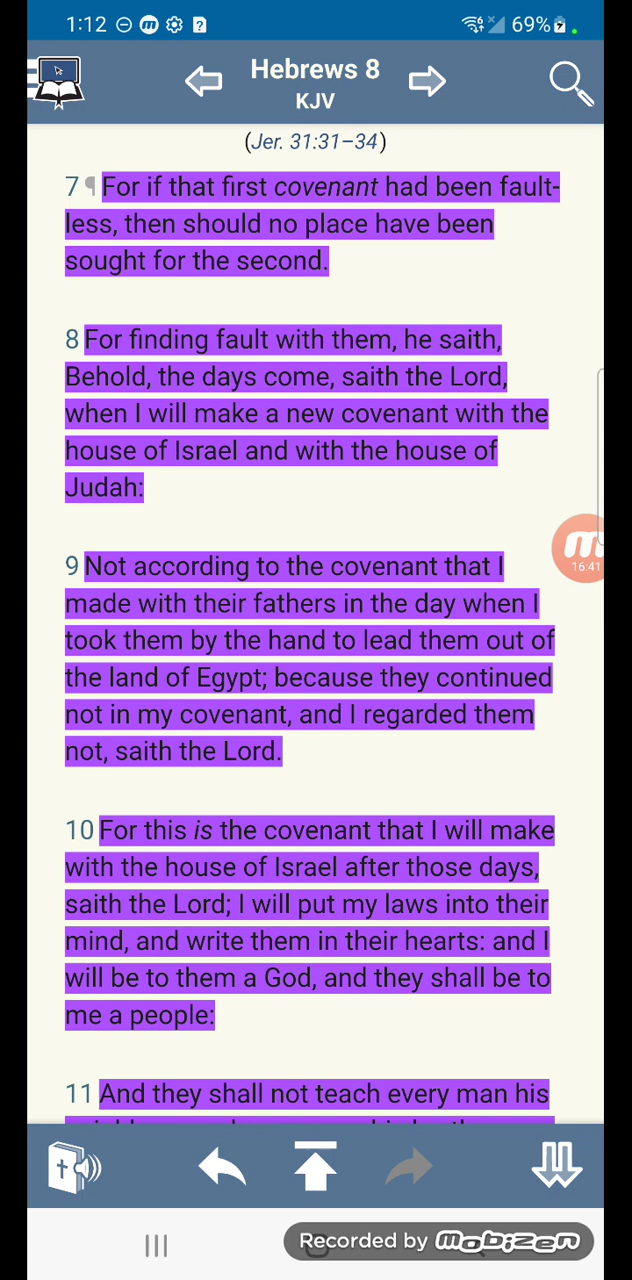 1:12 69%
Hebrews 8
KJV
(Jer. 31:31–34)
7 ¶ For if that first covenant had been fault-
less, then should no place have been
sought for the second.
8 For finding fault with them, he saith,
Behold, the days come, saith the Lord,
when I will make a new covenant with the
house of Israel and with the house of
Judah:
9 Not according to the covenant that I
made with their fathers in the day when I
took them by the hand to lead them out of
the land of Egypt; because they continued
not in my covenant, and I regarded them
not, saith the Lord.
16:41
10 For this is the covenant that I will make
with the house of Israel after those days,
saith the Lord; I will put my laws into their
mind, and write them in their hearts: and I
will be to them a God, and they shall be to
me a people:
11 And they shall not teach every man his
Recorded by mobizen